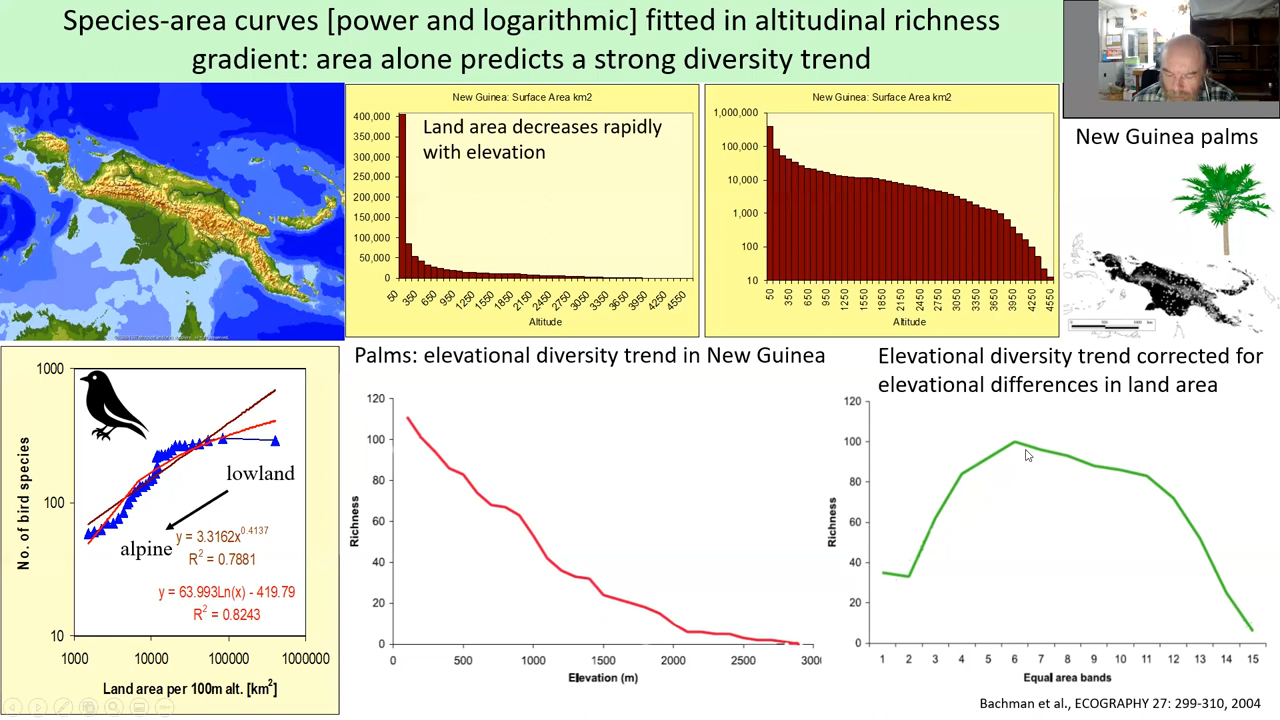 Species-area curves [power and logarithmic] fitted in altitudinal richness
gradient: area alone predicts a strong diversity trend
New Guinea: Surface Area km2
Land area decreases rapidly
with elevation
400,000
350,000
300,000
250,000
200,000
150,000
100,000
50,000
0
50 350 650 950 1250 1550 1850 2150 2450 2750 3050 3350 3650 3950 4250 4550
Altitude
New Guinea: Surface Area km2
1,000,000
100,000
10,000
1,000
100
10
50 350 650 950 1250 1550 1850 2150 2450 2750 3050 3350 3650 3950 4250 4550
Altitude
New Guinea palms
1000
100
10
No. of bird species
lowland
alpine
y = 3.3162x^0.4137
R² = 0.7881
y = 63.993Ln(x) - 419.79
R² = 0.8243
1000 10000 100000 1000000
Land area per 100m alt. [km²]
Palms: elevational diversity trend in New Guinea
120
100
80
60
40
20
0
Richness
0 500 1000 1500 2000 2500
Elevation (m)
Elevational diversity trend corrected for
elevational differences in land area
120
100
80
60
40
20
0
Richness
1 2 3 4 5 6 7 8 9 10 11 12 13 14 15
Equal area bands
Bachman et al., ECOGRAPHY 27: 299-310, 2004